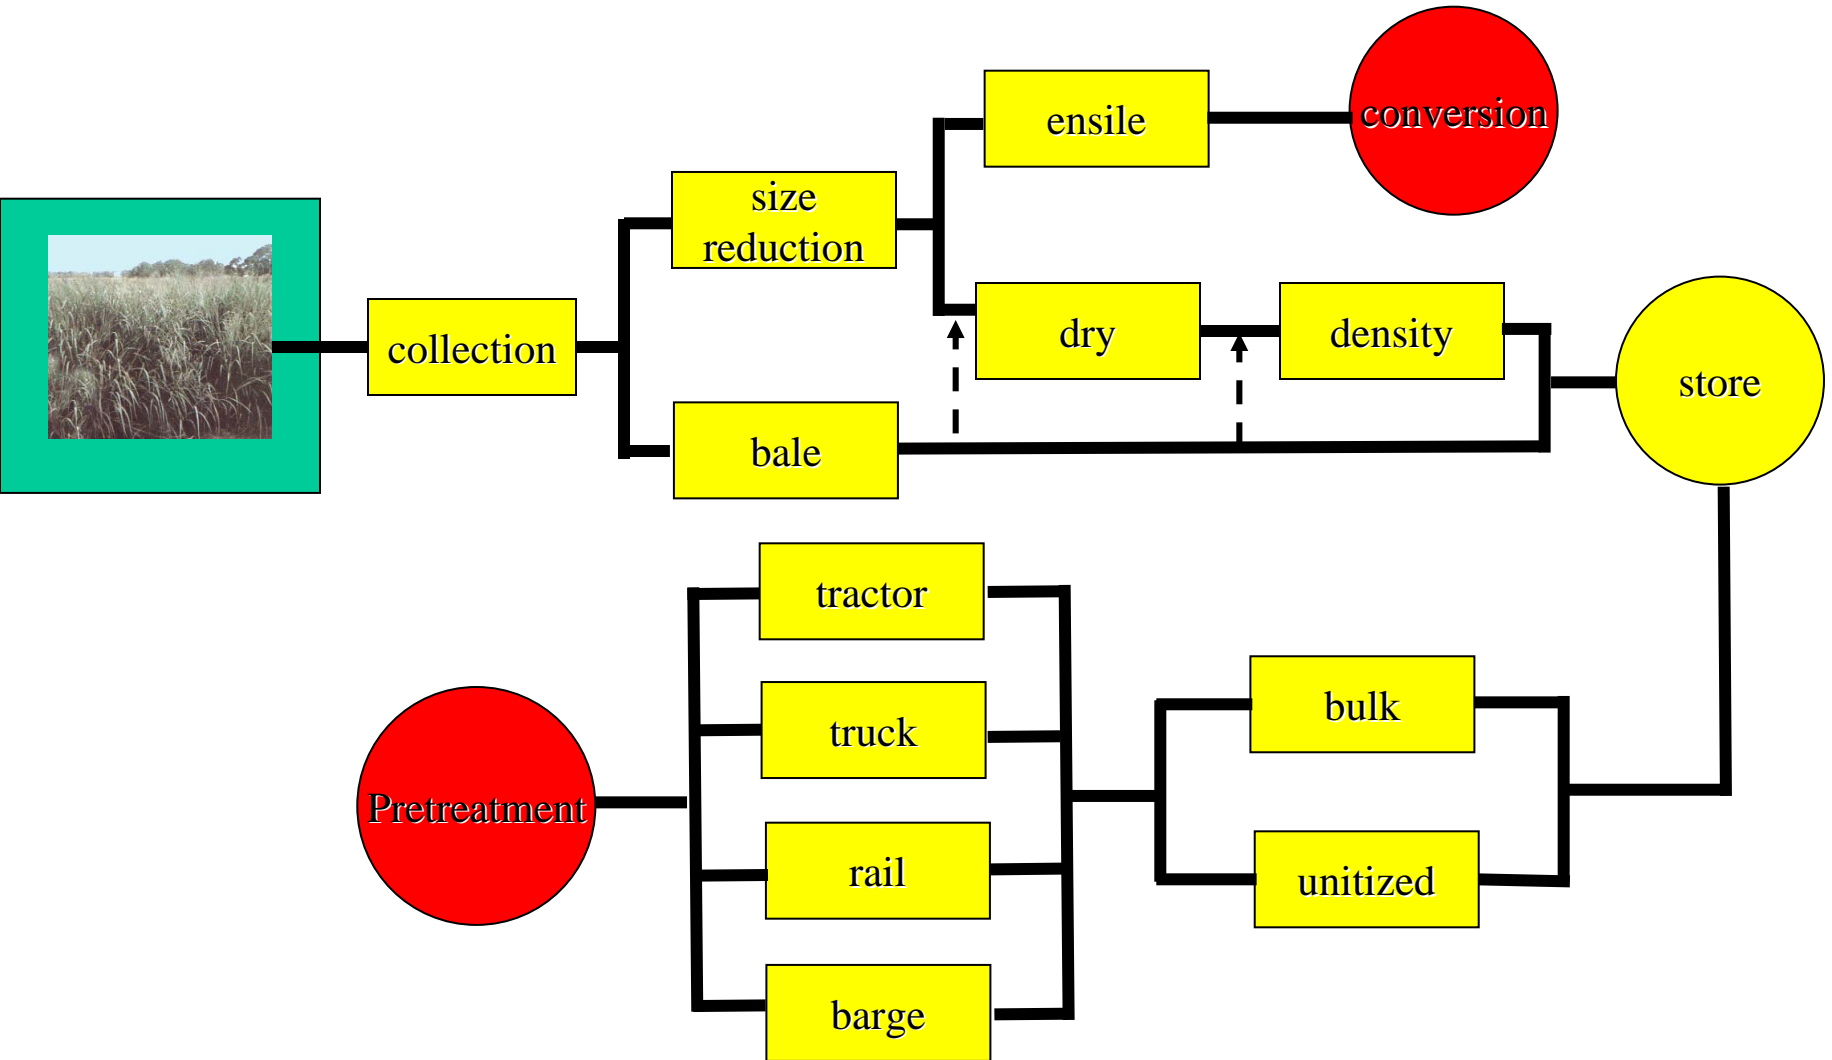 ensile
conversion
size
reduction
collection
dry
density
store
bale
tractor
bulk
truck
Pretreatment
rail
unitized
barge